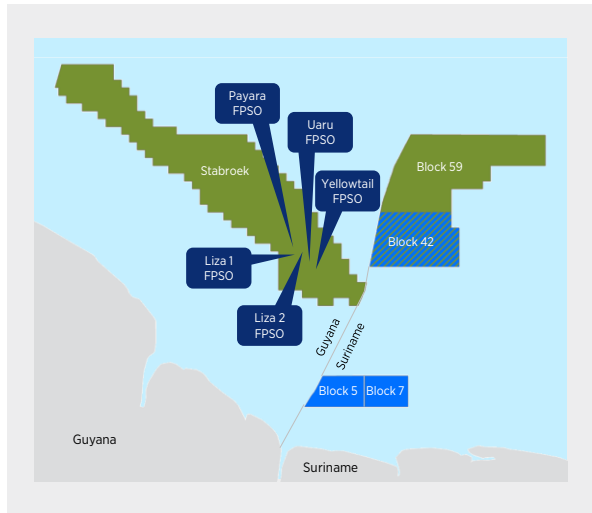 Payara
FPSO
Uaru
FPSO
Stabroek
Block 59
Yellowtail
FPSO
Block 42
Liza 1
FPSO
Liza 2
FPSO
Guyana
Suriname
Block 5
Block 7
Guyana
Suriname